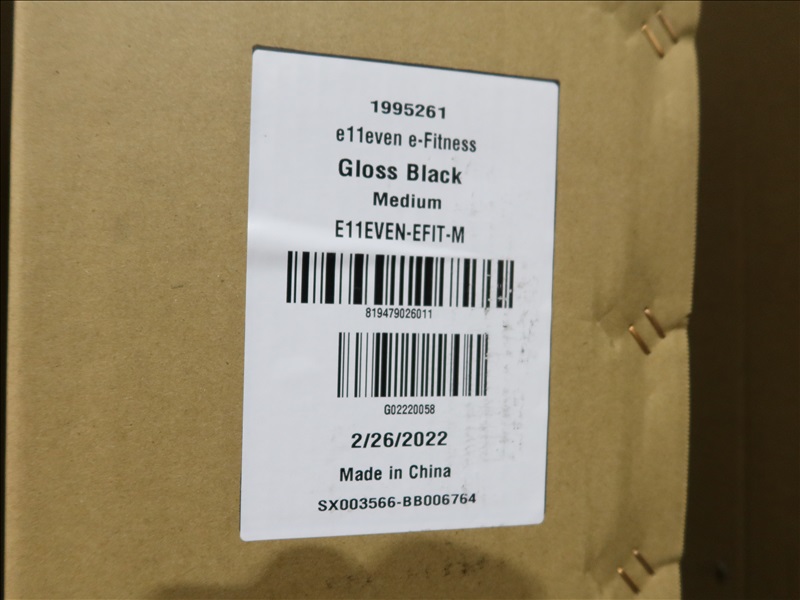 1995261
e11even e-Fitness
Gloss Black
Medium
E11EVEN-EFIT-M
819479026011
G02220058
2/26/2022
Made in China
SX003566-BB006764